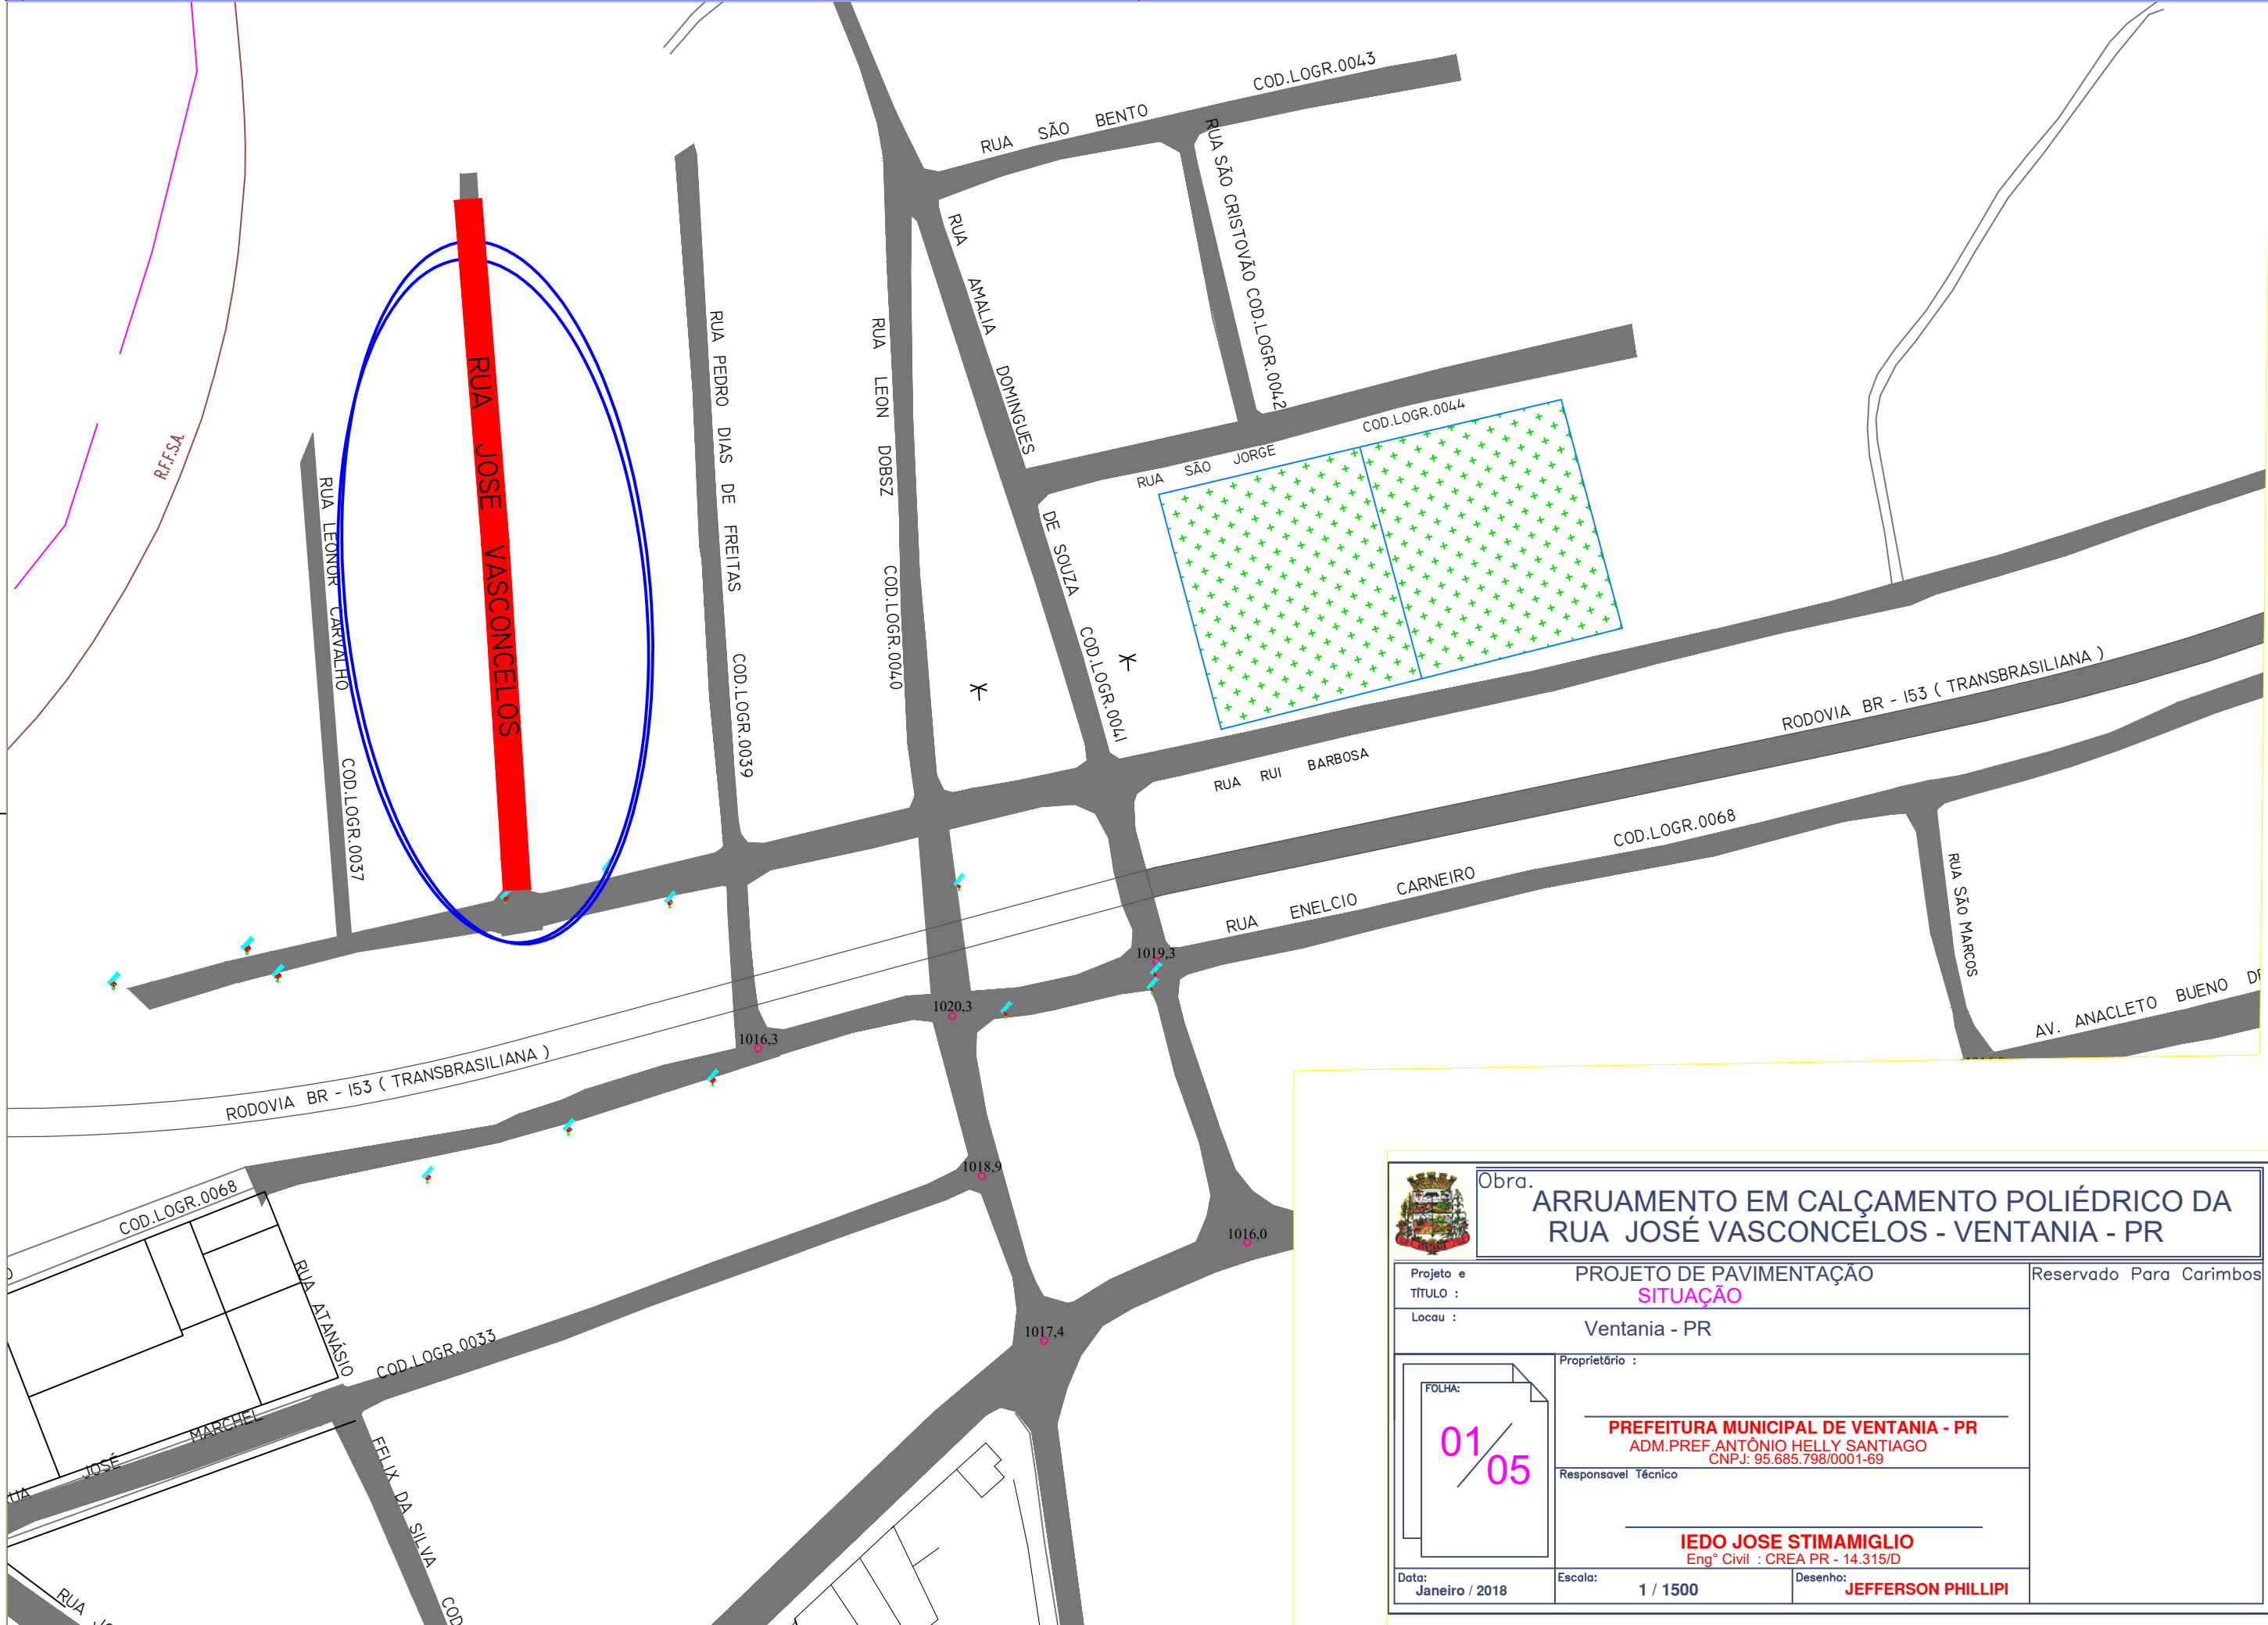 COD.LOGR.0043
RUA SÃO BENTO
RUA SÃO CRISTOVÃO COD.LOGR.0042
RUA AMALIA DOMINGUES DE SOUZA COD.LOGR.0041
RUA PEDRO DIAS DE FREITAS COD.LOGR.0039
RUA LEON DOBSZ COD.LOGR.0040
RUA JOSE VASCONCELOS
R.F.F.S.A.
RUA LEONOR CARVALHO COD.LOGR.0037
RUA SÃO JORGE COD.LOGR.0044
RUA RUI BARBOSA
RODOVIA BR - 153 ( TRANSBRASILIANA )
COD.LOGR.0068
RUA ENELCIO CARNEIRO
RUA SÃO MARCOS
AV. ANACLETO BUENO DE
1019,3
1020,3
1016,3
RODOVIA BR - 153 ( TRANSBRASILIANA )
1018,9
COD.LOGR.0068
1016,0
RUA ATANÁSIO
1017,4
COD.LOGR.0033
RUA JOSÉ MARCHEL
FELIX DA SILVA COD
RUA
Obra.
ARRUAMENTO EM CALÇAMENTO POLIÉDRICO DA
RUA JOSÉ VASCONCELOS - VENTANIA - PR
Projeto e
TÍTULO :
PROJETO DE PAVIMENTAÇÃO
SITUAÇÃO
Reservado Para Carimbos
Locau :
Ventania - PR
Proprietário :
FOLHA:
01/05
PREFEITURA MUNICIPAL DE VENTANIA - PR
ADM.PREF.ANTÔNIO HELLY SANTIAGO
CNPJ: 95.685.798/0001-69
Responsavel Técnico
IEDO JOSE STIMAMIGLIO
Eng° Civil : CREA PR - 14.315/D
Data:
Janeiro / 2018
Escala:
1 / 1500
Desenho:
JEFFERSON PHILLIPI